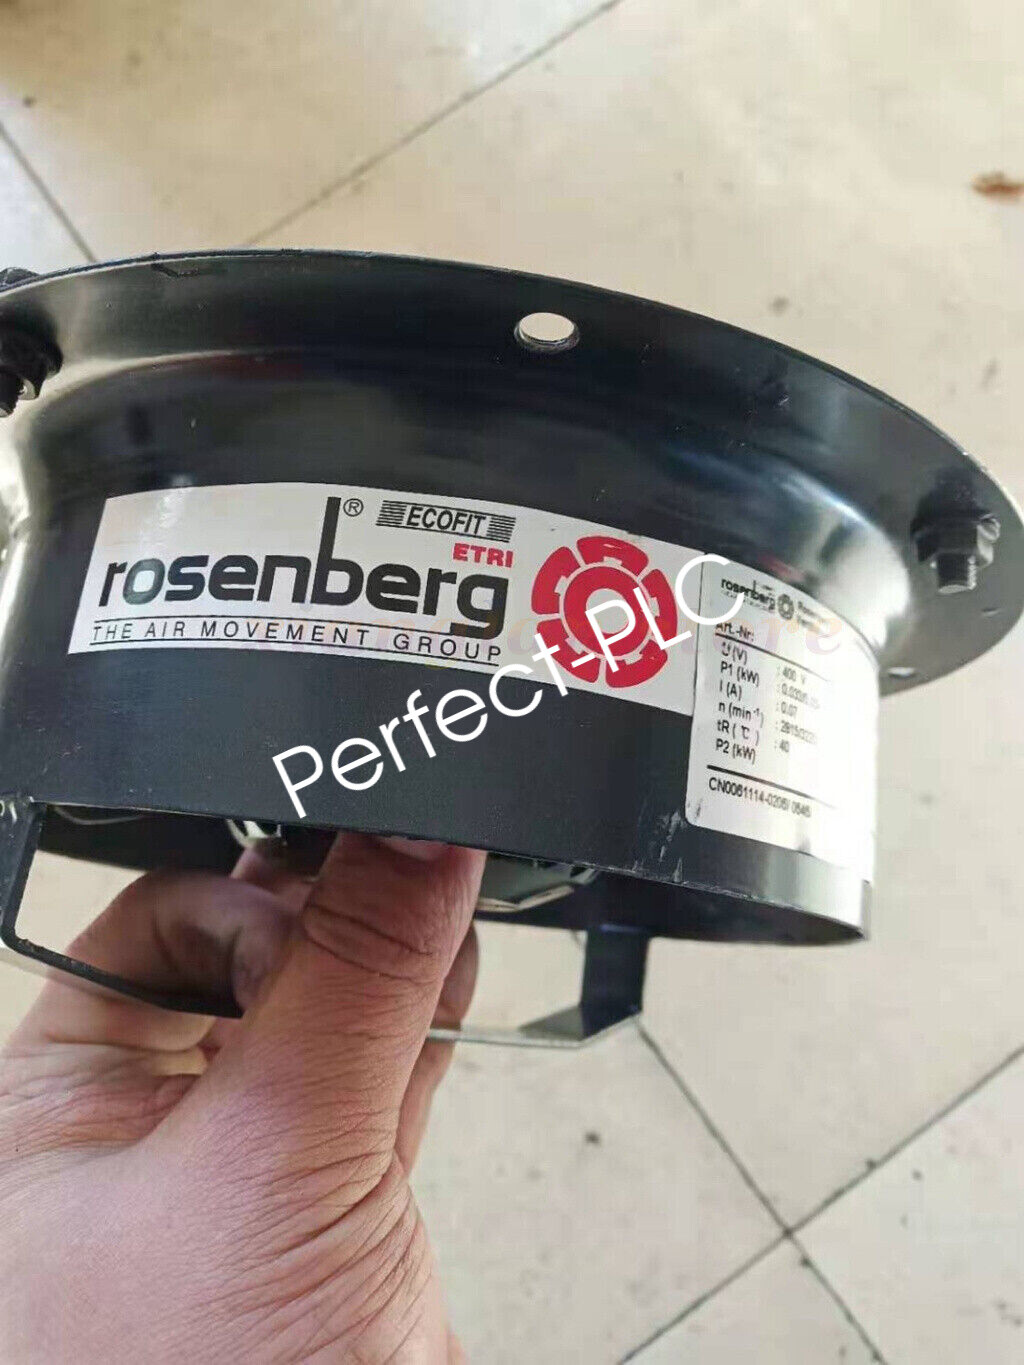 ®
ECOFIT
ETRI
rosenberg
THE AIR MOVEMENT GROUP
Perfect-PLC
rosenberg
Art.-Nr:
U (V) : 400 V
P1 (kW)
I (A) : 0.07
n (min⁻¹)
tR (℃) : 40
P2 (kW)